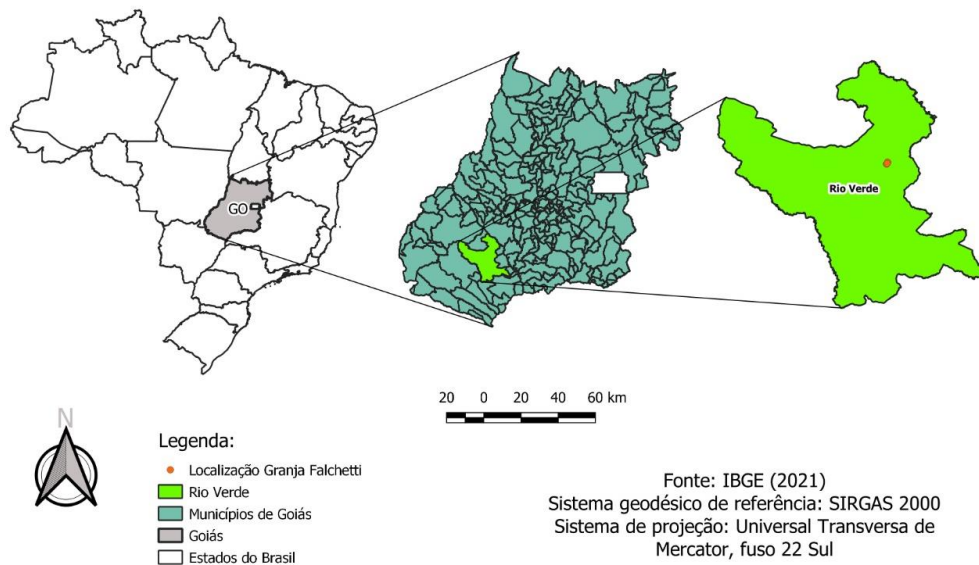 GO
Rio Verde
20 0 20 40 60 km
N
Legenda:
Localização Granja Falchetti
Rio Verde
Municípios de Goiás
Goiás
Estados do Brasil
Fonte: IBGE (2021)
Sistema geodésico de referência: SIRGAS 2000
Sistema de projeção: Universal Transversa de
Mercator, fuso 22 Sul